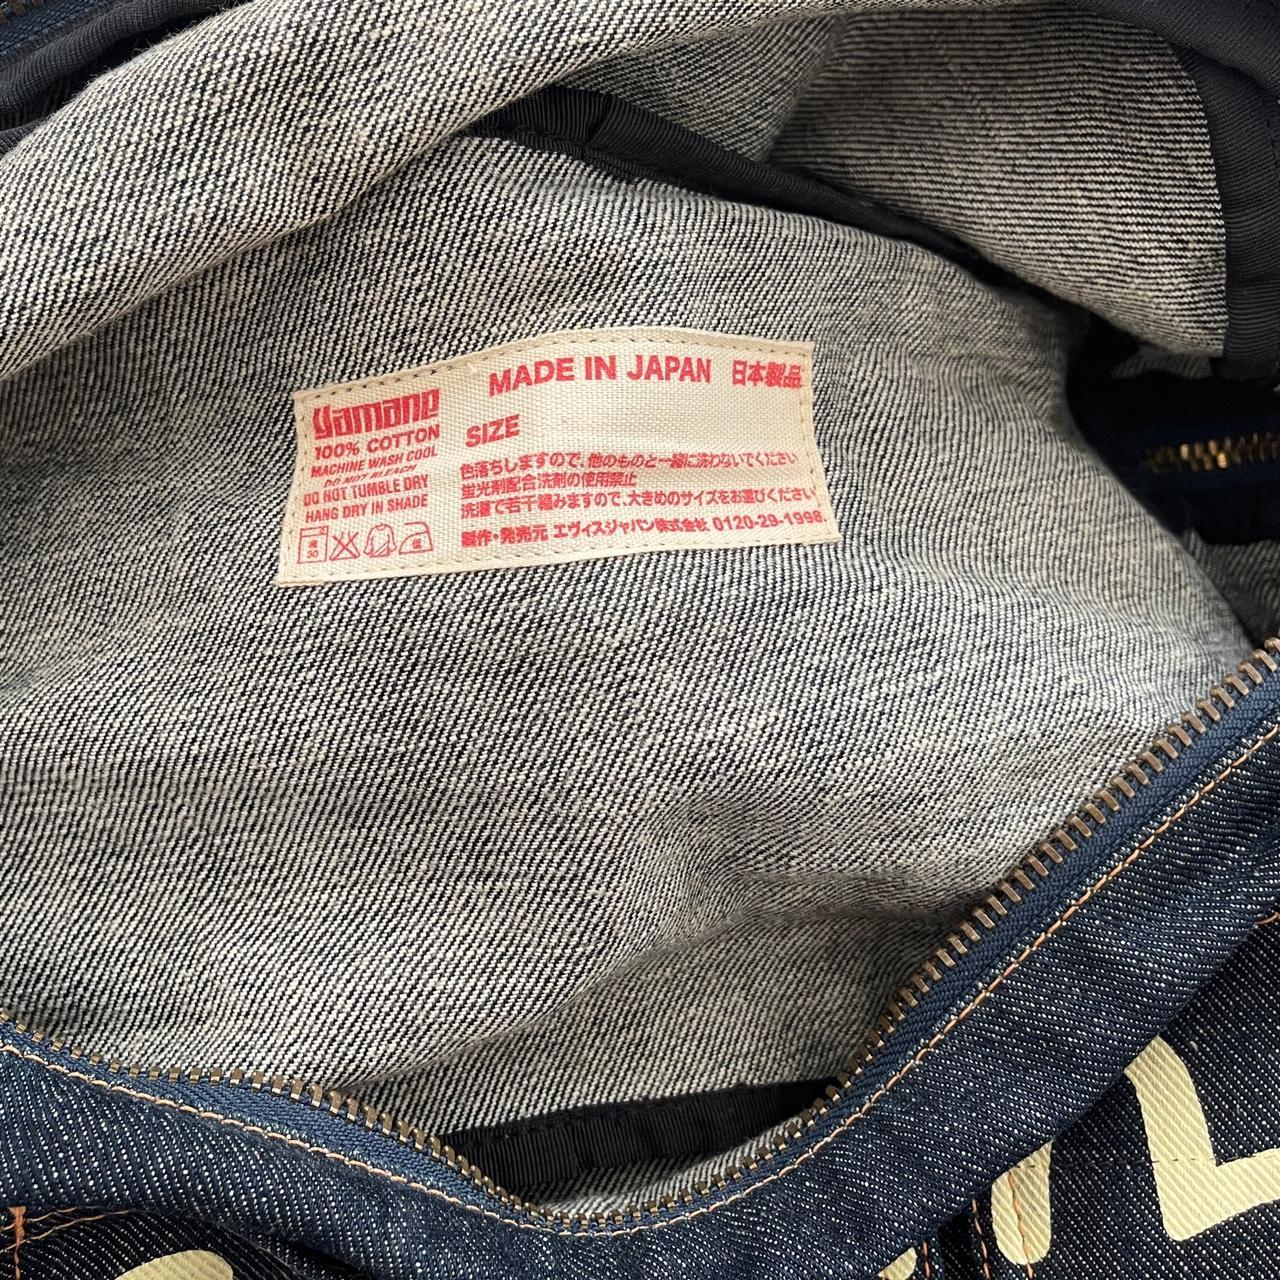 MADE IN JAPAN 日本製品
yamane
100% COTTON
MACHINE WASH COOL
DO NOT BLEACH
DO NOT TUMBLE DRY
HANG DRY IN SHADE
30
SIZE
色落ちしますので、他のものと一緒に洗わないでください
蛍光剤配合洗剤の使用禁止
洗濯で若干縮みますので、大きめのサイズをお選びください
製作・発売元 エヴィスジャパン株式会社 0120-29-1998.